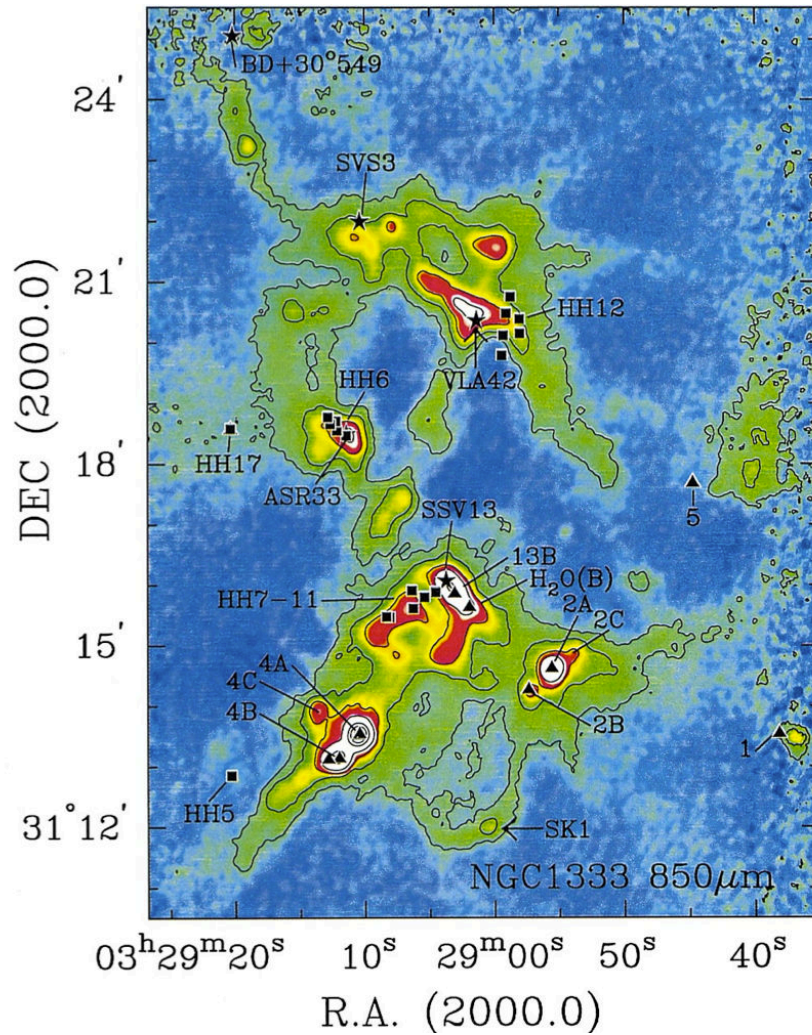 BD+30°549
24′
SVS3
21′
HH12
VLA42
HH6
HH17
18′
ASR33
5
SSV13
13B
H₂O(B)
HH7-11
2A
2C
15′
4A
4C
4B
2B
1
HH5
31° 12′
SK1
NGC1333 850μm
DEC (2000.0)
03ʰ29ᵐ20ˢ 10ˢ 29ᵐ00ˢ 50ˢ 40ˢ
R.A. (2000.0)